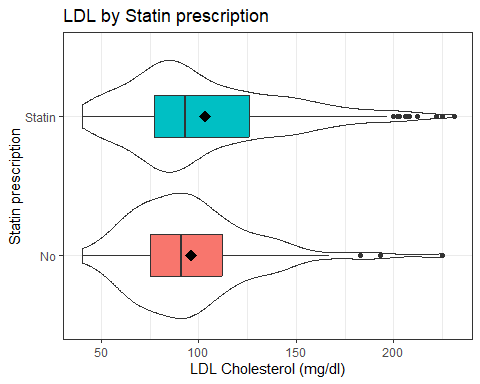 LDL by Statin prescription
Statin prescription
Statin
No
50
100
150
200
LDL Cholesterol (mg/dl)